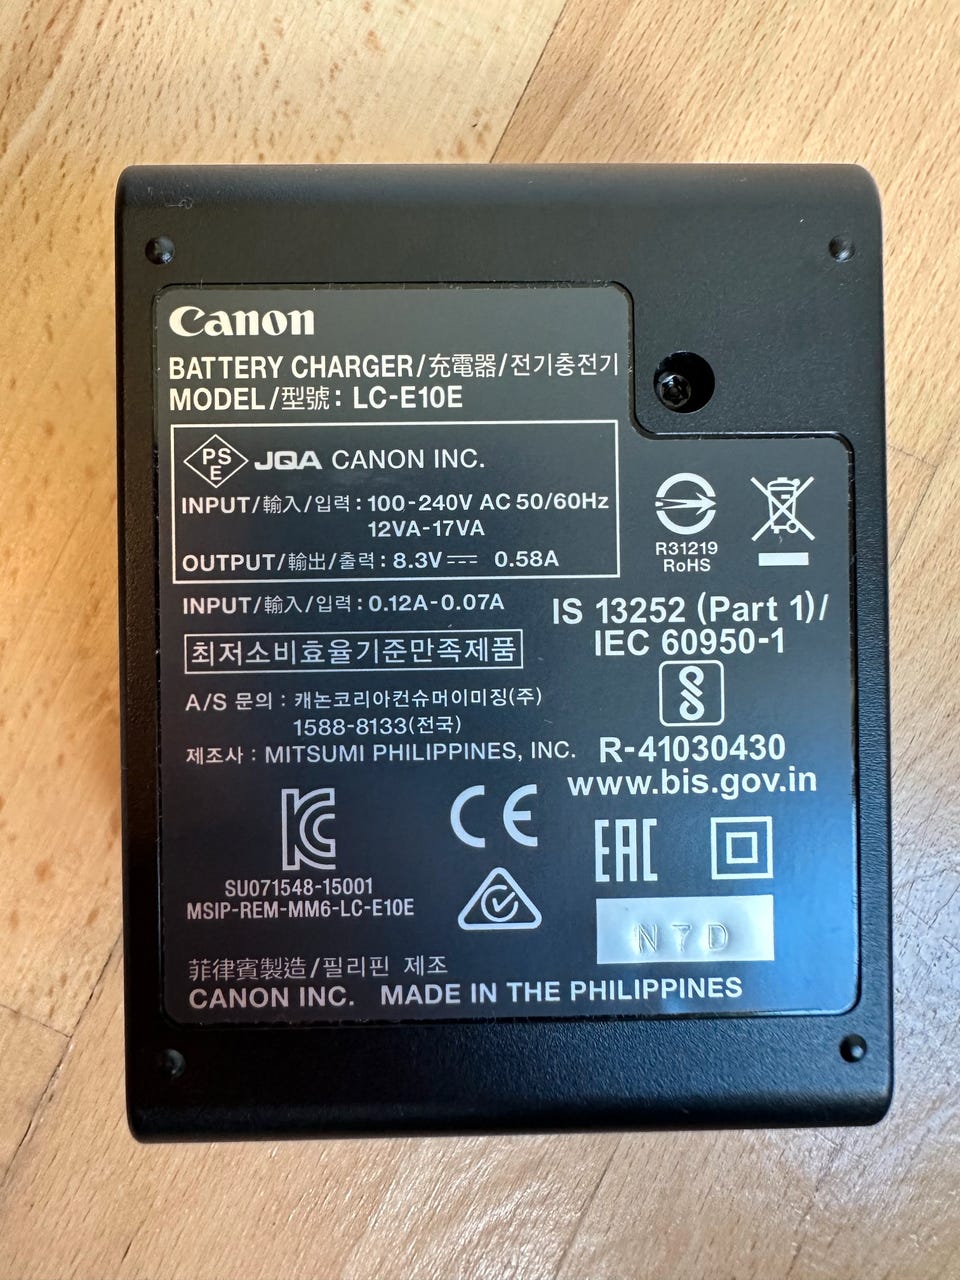 Canon
BATTERY CHARGER/充電器/전기충전기
MODEL/型號: LC-E10E
PS
E
JQA CANON INC.
INPUT/輸入/입력: 100-240V AC 50/60Hz
12VA-17VA
OUTPUT/輸出/출력: 8.3V⎓ 0.58A
INPUT/輸入/입력: 0.12A-0.07A
최저소비효율기준만족제품
A/S 문의 : 캐논코리아컨슈머이미징(주)
1588-8133(전국)
제조사 : MITSUMI PHILIPPINES, INC.
R31219
RoHS
IS 13252 (Part 1)/
IEC 60950-1
R-41030430
www.bis.gov.in
KC
SU071548-15001
MSIP-REM-MM6-LC-E10E
CE
EAC
N7D
菲律賓製造/필리핀 제조
CANON INC. MADE IN THE PHILIPPINES